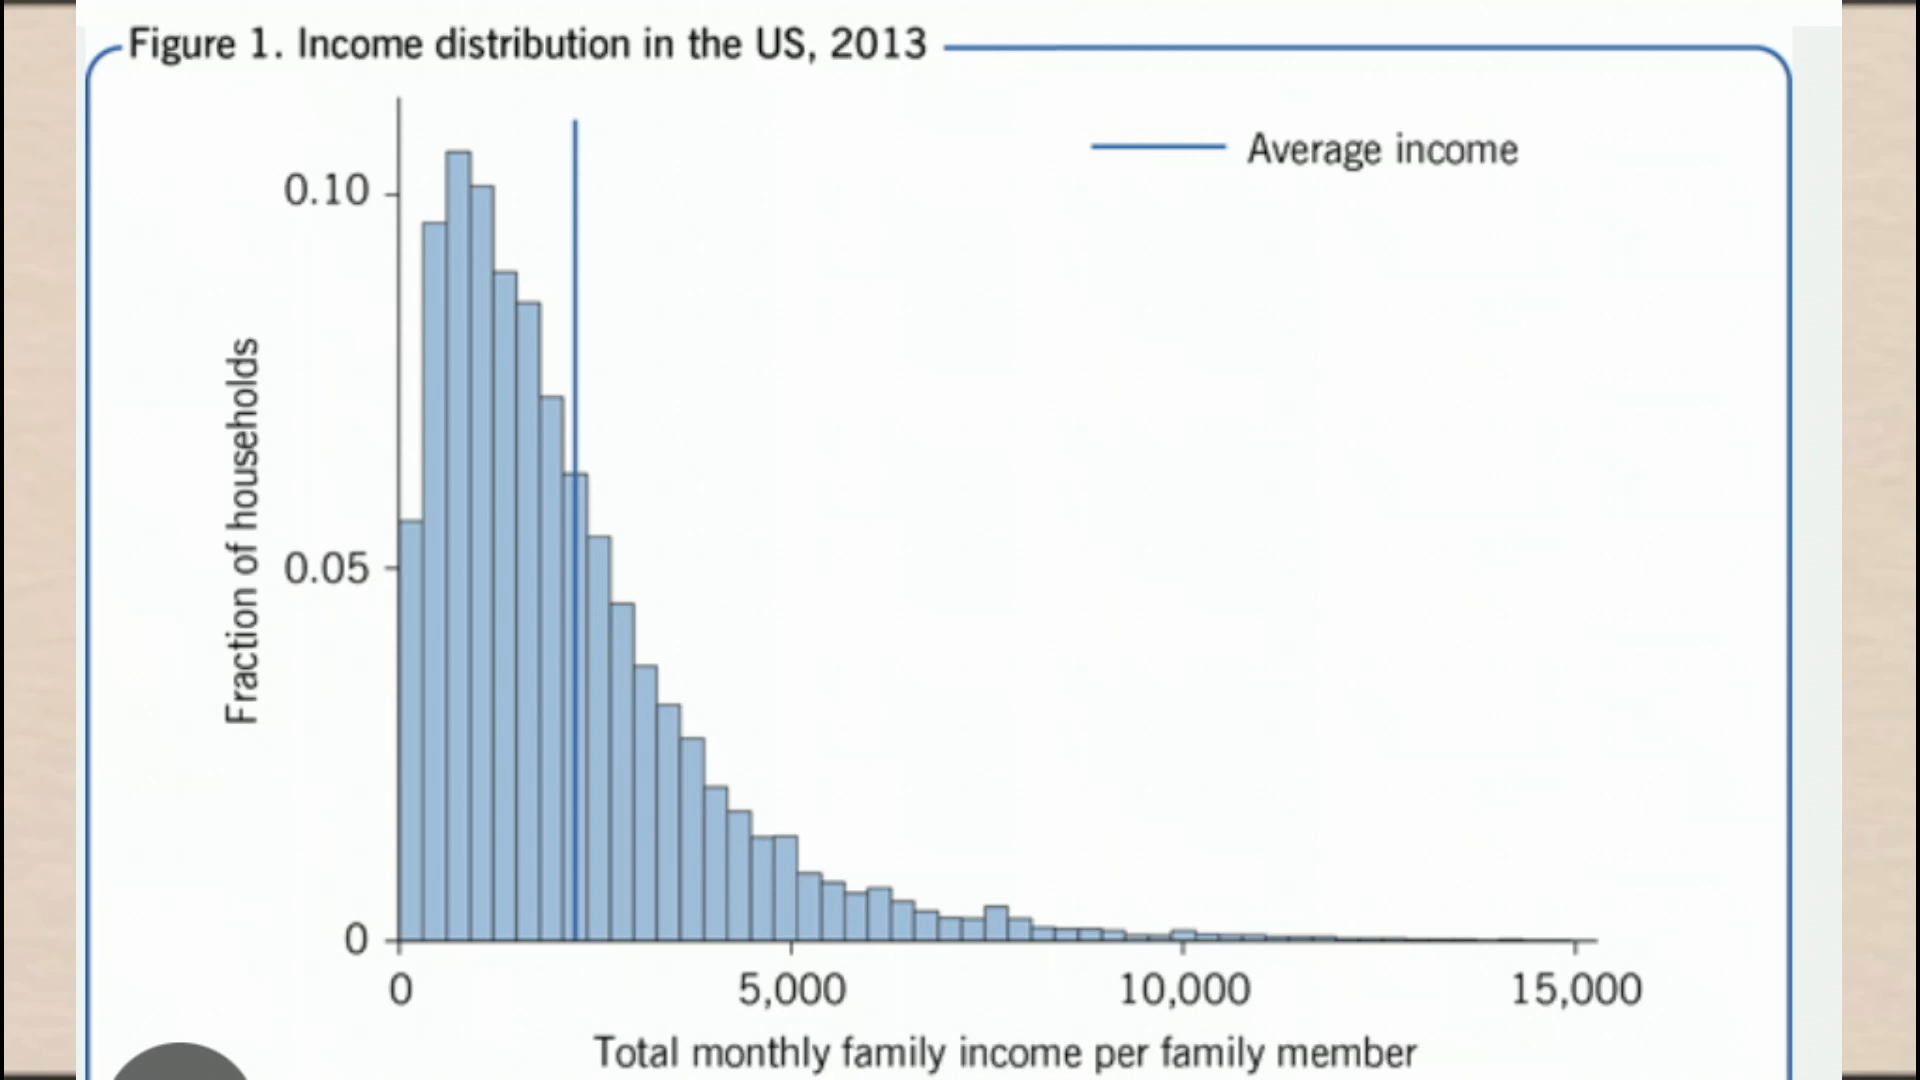 Figure 1. Income distribution in the US, 2013
Average income
0.10
0.05
0
Fraction of households
0
5,000
10,000
15,000
Total monthly family income per family member